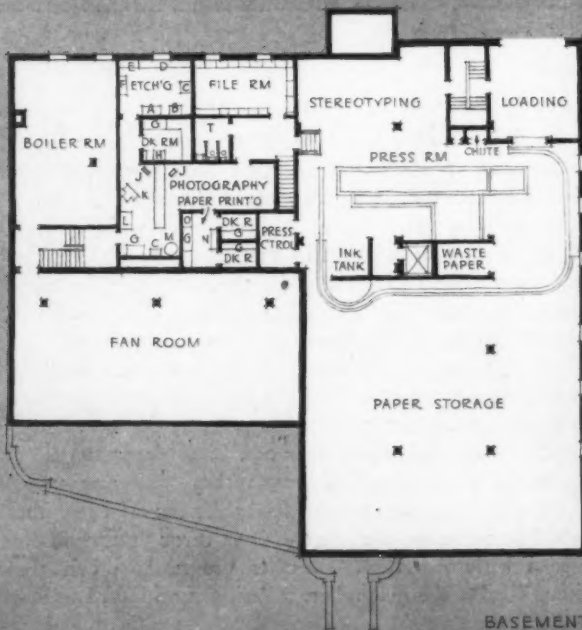 E D
F ETCH'G C
A B
FILE RM
G
DK RM
H
T
BOILER RM
J J
K
PHOTOGRAPHY
PAPER PRINT'G
L
G C M
O
G N
DK R
G
G
DK R
PRESS
C'TROL
STEREOTYPING
LOADING
CHUTE
PRESS RM
INK
TANK
WASTE
PAPER
FAN ROOM
PAPER STORAGE
BASEMENT